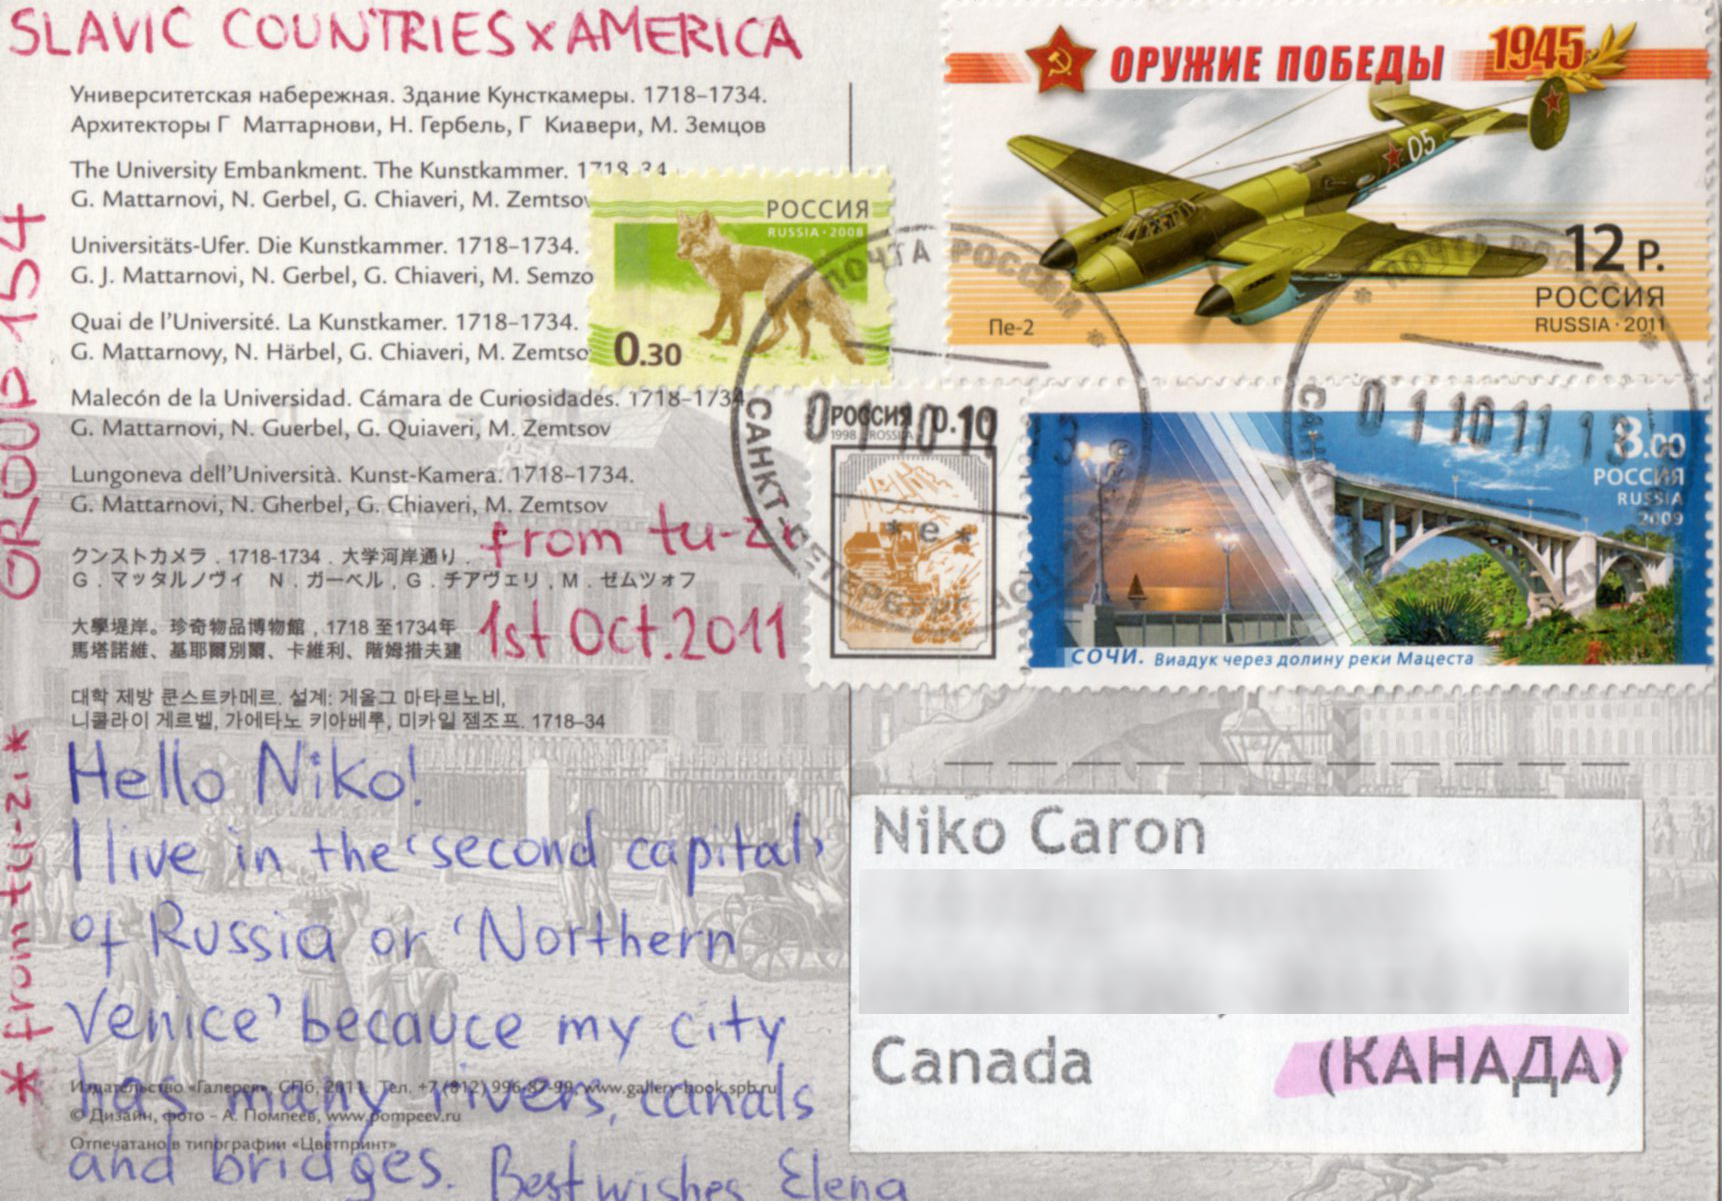 SLAVIC COUNTRIES x AMERICA
GROUP 154
* from tu-zi *
Университетская набережная. Здание Кунсткамеры. 1718–1734.
Архитекторы Г Маттарнови, Н. Гербель, Г Киавери, М. Земцов
The University Embankment. The Kunstkammer. 1718-34
G. Mattarnovi, N. Gerbel, G. Chiaveri, M. Zemtsov
Universitäts-Ufer. Die Kunstkammer. 1718–1734.
G. J. Mattarnovi, N. Gerbel, G. Chiaveri, M. Semzo
Quai de l'Université. La Kunstkamer. 1718–1734.
G. Mattarnovy, N. Härbel, G. Chiaveri, M. Zemtso
Malecón de la Universidad. Cámara de Curiosidades. 1718–1734
G. Mattarnovi, N. Guerbel, G. Quiaveri, M. Zemtsov
Lungoneva dell'Università. Kunst-Kamera. 1718–1734.
G. Mattarnovi, N. Gherbel, G. Chiaveri, M. Zemtsov
クンストカメラ . 1718-1734 . 大学河岸通り .
G . マッタルノヴィ N . ガーベル , G . チアヴェリ , M . ゼムツォフ
大學堤岸。珍奇物品博物館 , 1718 至1734年
馬塔諾維、基耶爾別爾、卡維利、階姆措夫建
대학 제방 쿤스트카메르. 설계: 게올그 마타르노비,
니콜라이 게르벨, 가에타노 키아베루, 미카일 젬조프. 1718–34
from tu-zi
1st Oct. 2011
Hello Niko!
I live in the 'second capital'
of Russia or 'Northern
Venice' becauce my city
has many rivers, canals
and bridges. Best wishes Elena
Издательство «Галерея», СПб, 2011. Тел. +7 (812) 996-87-99, www.gallery-book.spb.ru
© Дизайн, фото – А. Помпеев, www.pompeev.ru
Отпечатано в типографии «Цветпринт»
РОССИЯ
RUSSIA · 2008
0.30
ОРУЖИЕ ПОБЕДЫ 1945
05
12 Р.
РОССИЯ
RUSSIA · 2011
Пе-2
РОССИЯ 0.10
1998 ROSSIJA
8.00
РОССИЯ
RUSSIA
2009
СОЧИ. Виадук через долину реки Мацеста
ПОЧТА РОССИИ
САНКТ-ПЕТЕРБУРГ
ПОЧТА РОССИИ
01 10 11 13
Niko Caron
Canada (КАНАДА)